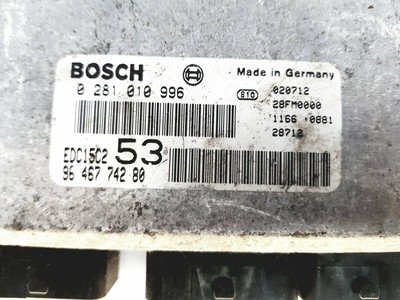 BOSCH
Made in Germany
0 281 010 996
810
020712
28FM0000
1166 0881
28712
EDC15C2 53
96 467 742 80